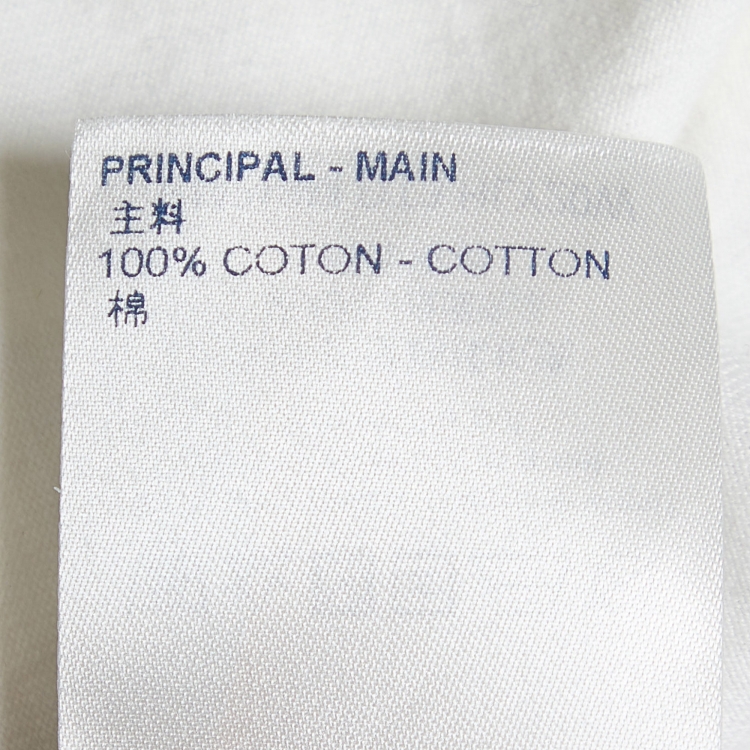 PRINCIPAL - MAIN
主料
100% COTON - COTTON
棉